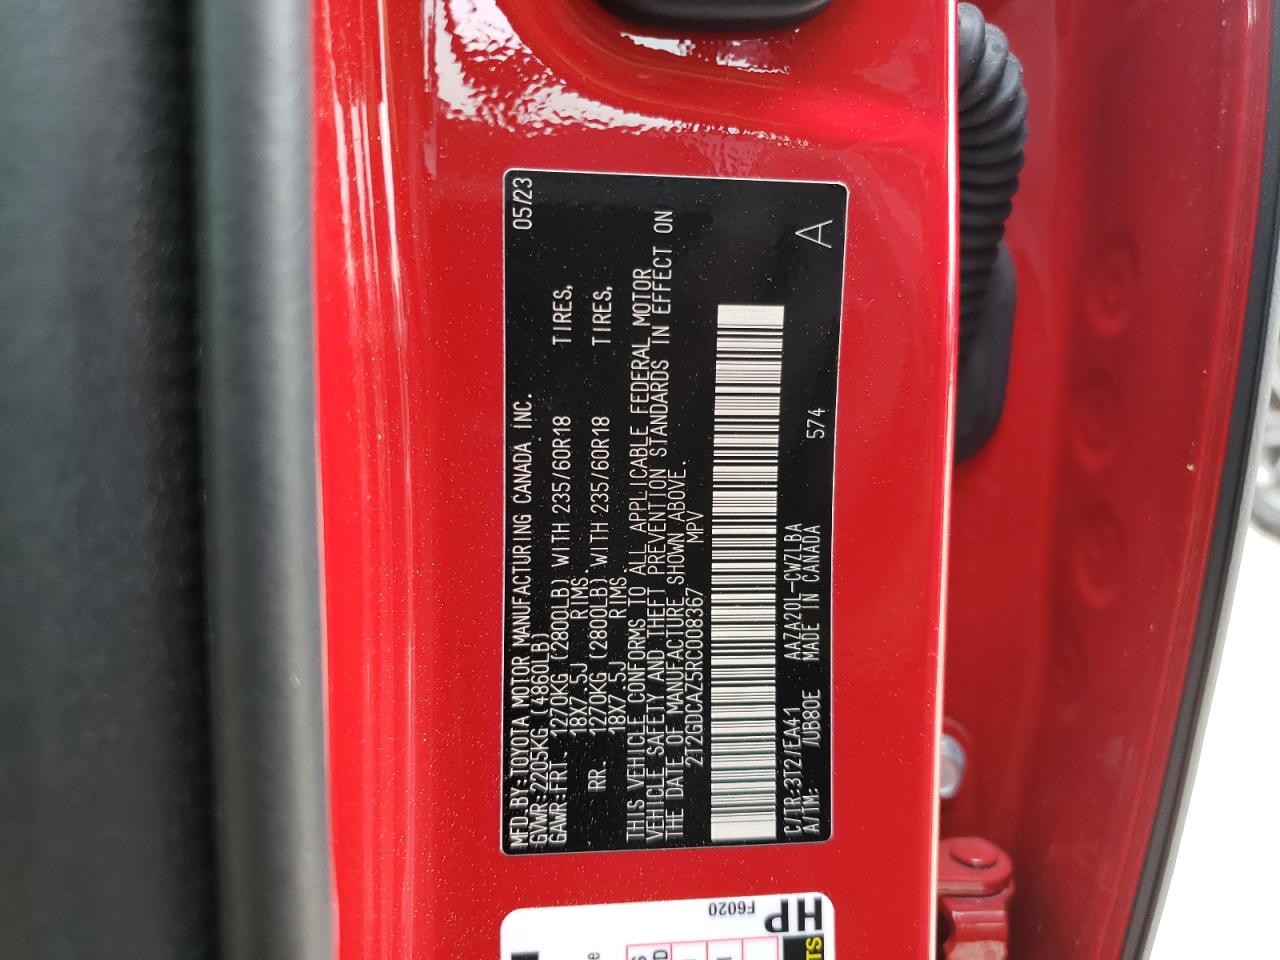 MFD.BY:TOYOTA MOTOR MANUFACTURING CANADA INC. 05/23
GVWR:2205KG (4860LB)
GAWR:FRT. 1270KG (2800LB) WITH 235/60R18 TIRES,
18X7.5J RIMS.
RR. 1270KG (2800LB) WITH 235/60R18 TIRES,
18X7.5J RIMS.
THIS VEHICLE CONFORMS TO ALL APPLICABLE FEDERAL MOTOR
VEHICLE SAFETY AND THEFT PREVENTION STANDARDS IN EFFECT ON
THE DATE OF MANUFACTURE SHOWN ABOVE.
2T2GDCAZ5RC008367 MPV
C/TR:3T2/EA41 AAZA20L-CWZLBA A
A/TM: /UB80E MADE IN CANADA 574
F6020
HP
TS